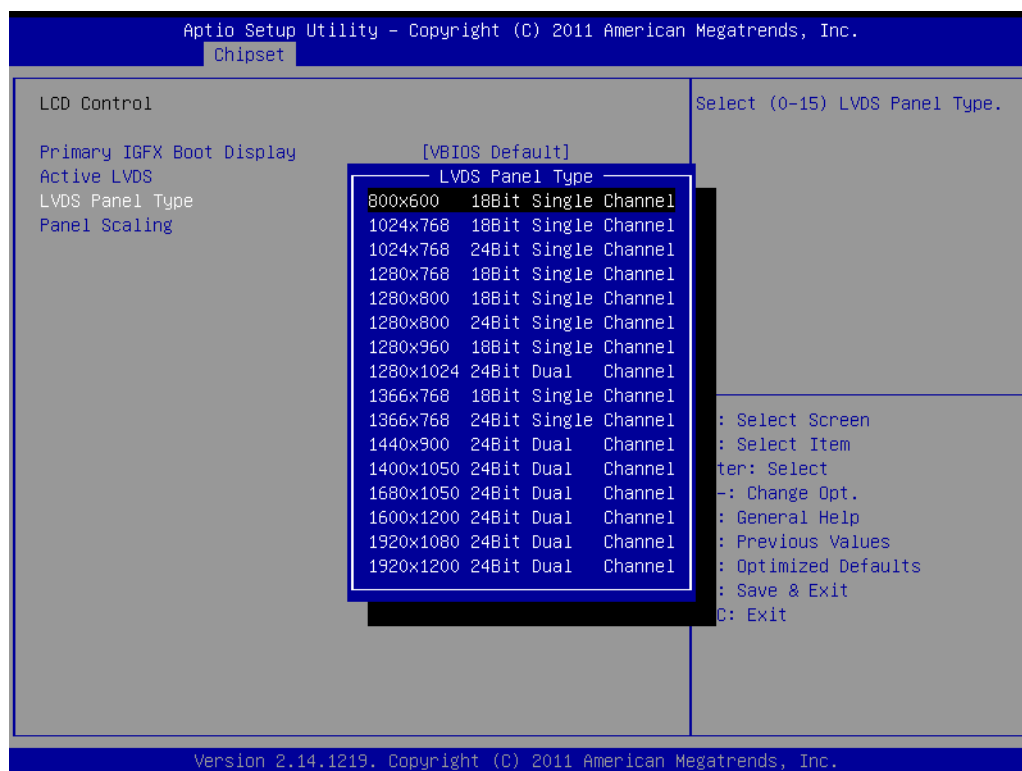 Aptio Setup Utility – Copyright (C) 2011 American Megatrends, Inc.
Chipset
LCD Control
Primary IGFX Boot Display [VBIOS Default]
Active LVDS
LVDS Panel Type
Panel Scaling
LVDS Panel Type
800x600 18Bit Single Channel
1024x768 18Bit Single Channel
1024x768 24Bit Single Channel
1280x768 18Bit Single Channel
1280x800 18Bit Single Channel
1280x800 24Bit Single Channel
1280x960 18Bit Single Channel
1280x1024 24Bit Dual Channel
1366x768 18Bit Single Channel
1366x768 24Bit Single Channel
1440x900 24Bit Dual Channel
1400x1050 24Bit Dual Channel
1680x1050 24Bit Dual Channel
1600x1200 24Bit Dual Channel
1920x1080 24Bit Dual Channel
1920x1200 24Bit Dual Channel
Select (0-15) LVDS Panel Type.
: Select Screen
: Select Item
ter: Select
-: Change Opt.
: General Help
: Previous Values
: Optimized Defaults
: Save & Exit
C: Exit
Version 2.14.1219. Copyright (C) 2011 American Megatrends, Inc.